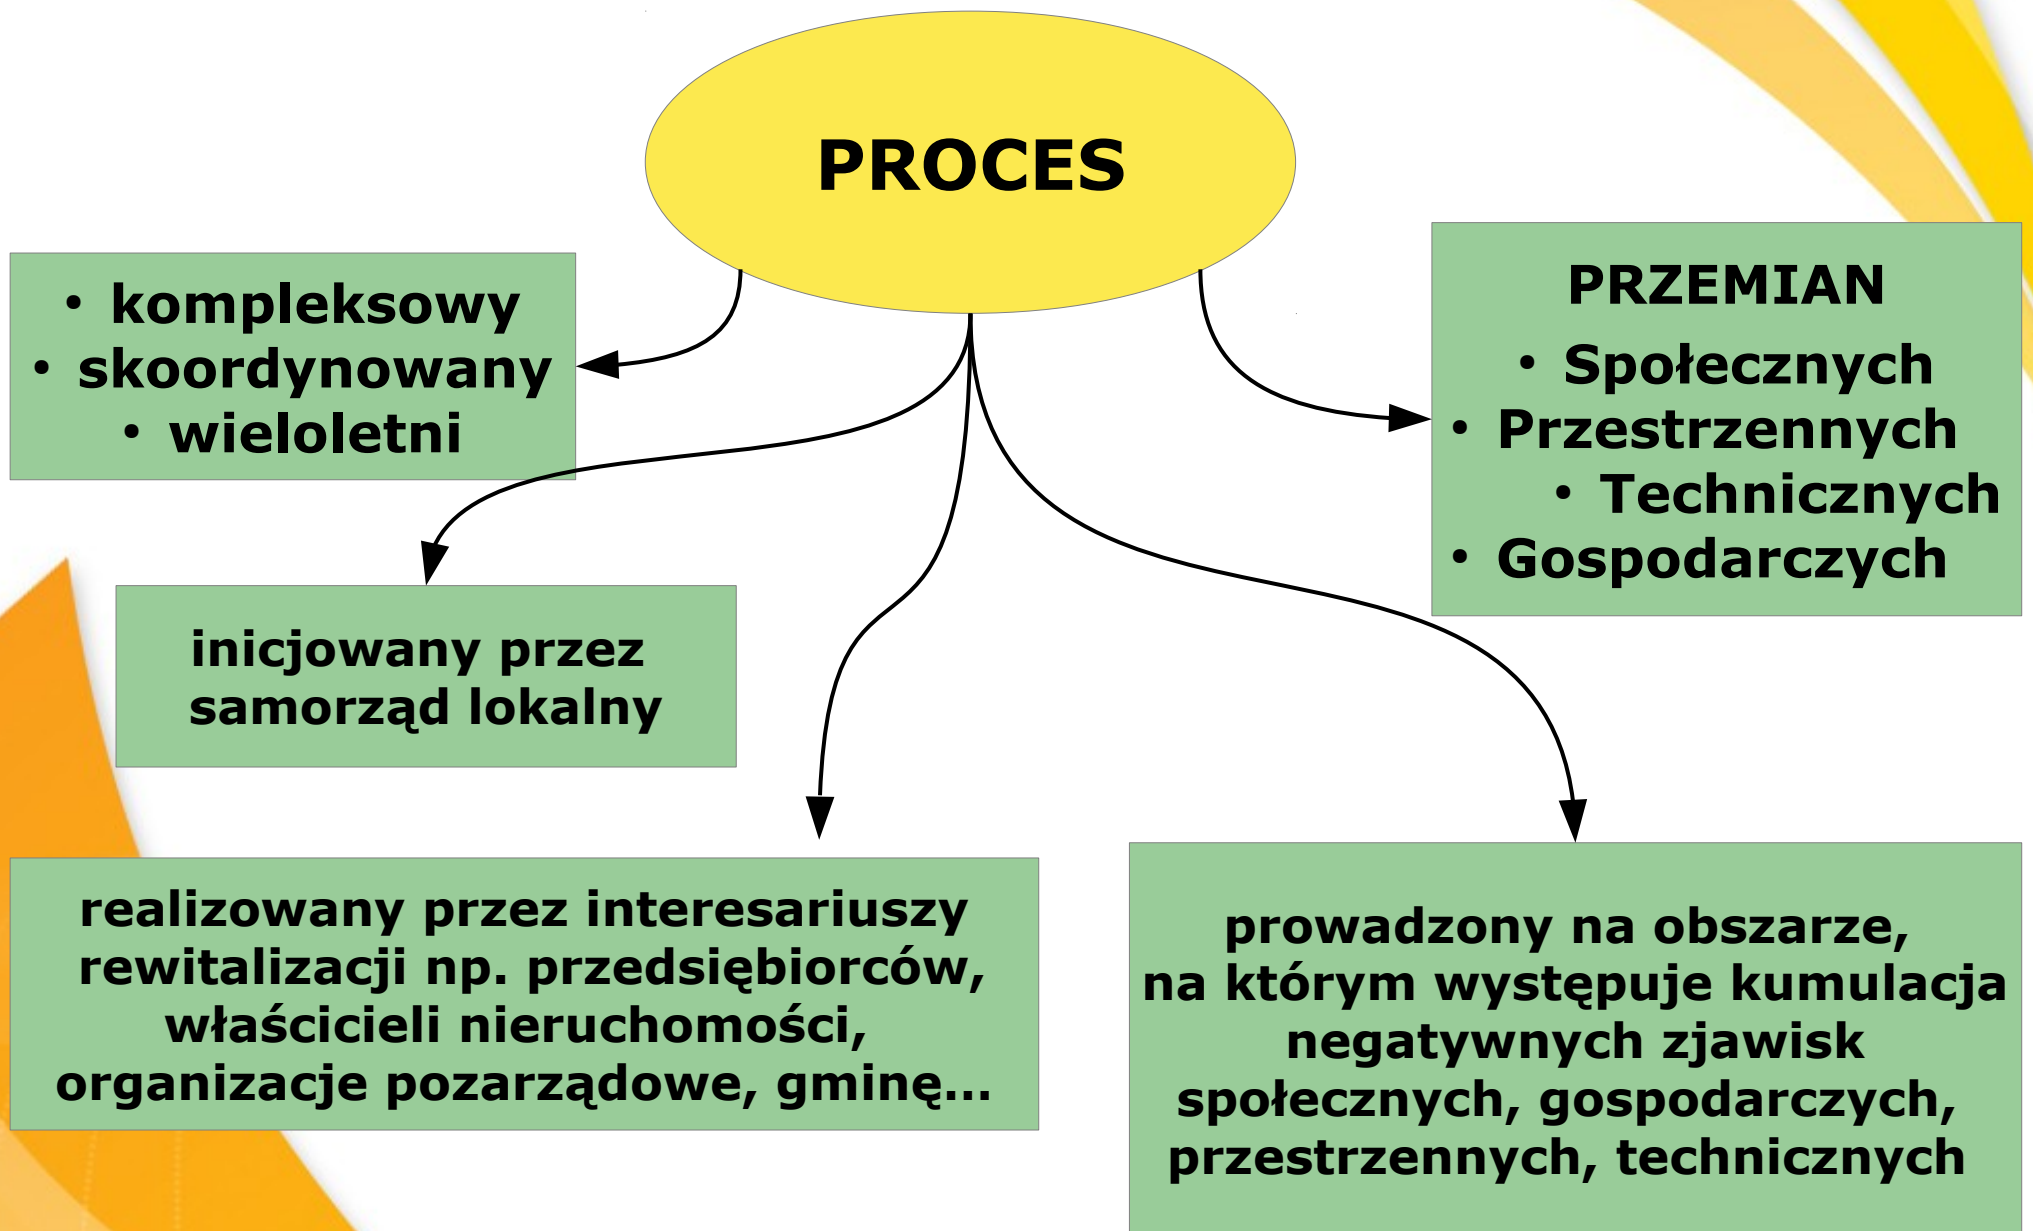 PROCES
• kompleksowy
• skoordynowany
• wieloletni
PRZEMIAN
• Społecznych
• Przestrzennych
• Technicznych
• Gospodarczych
inicjowany przez
samorząd lokalny
realizowany przez interesariuszy
rewitalizacji np. przedsiębiorców,
właścicieli nieruchomości,
organizacje pozarządowe, gminę...
prowadzony na obszarze,
na którym występuje kumulacja
negatywnych zjawisk
społecznych, gospodarczych,
przestrzennych, technicznych